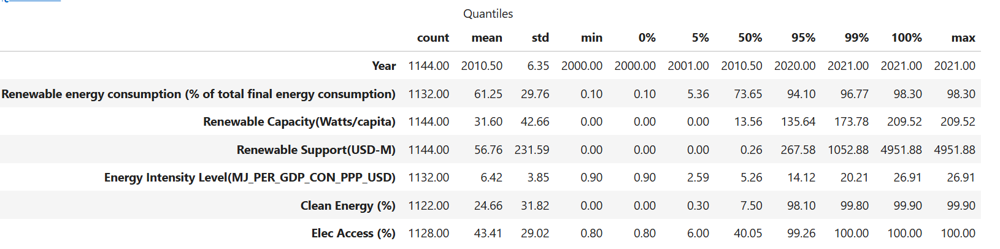 Quantiles
count mean std min 0% 5% 50% 95% 99% 100% max
Year 1144.00 2010.50 6.35 2000.00 2000.00 2001.00 2010.50 2020.00 2021.00 2021.00 2021.00
Renewable energy consumption (% of total final energy consumption) 1132.00 61.25 29.76 0.10 0.10 5.36 73.65 94.10 96.77 98.30 98.30
Renewable Capacity(Watts/capita) 1144.00 31.60 42.66 0.00 0.00 0.00 13.56 135.64 173.78 209.52 209.52
Renewable Support(USD-M) 1144.00 56.76 231.59 0.00 0.00 0.00 0.26 267.58 1052.88 4951.88 4951.88
Energy Intensity Level(MJ_PER_GDP_CON_PPP_USD) 1132.00 6.42 3.85 0.90 0.90 2.59 5.26 14.12 20.21 26.91 26.91
Clean Energy (%) 1122.00 24.66 31.82 0.00 0.00 0.30 7.50 98.10 99.80 99.90 99.90
Elec Access (%) 1128.00 43.41 29.02 0.80 0.80 6.00 40.05 99.26 100.00 100.00 100.00